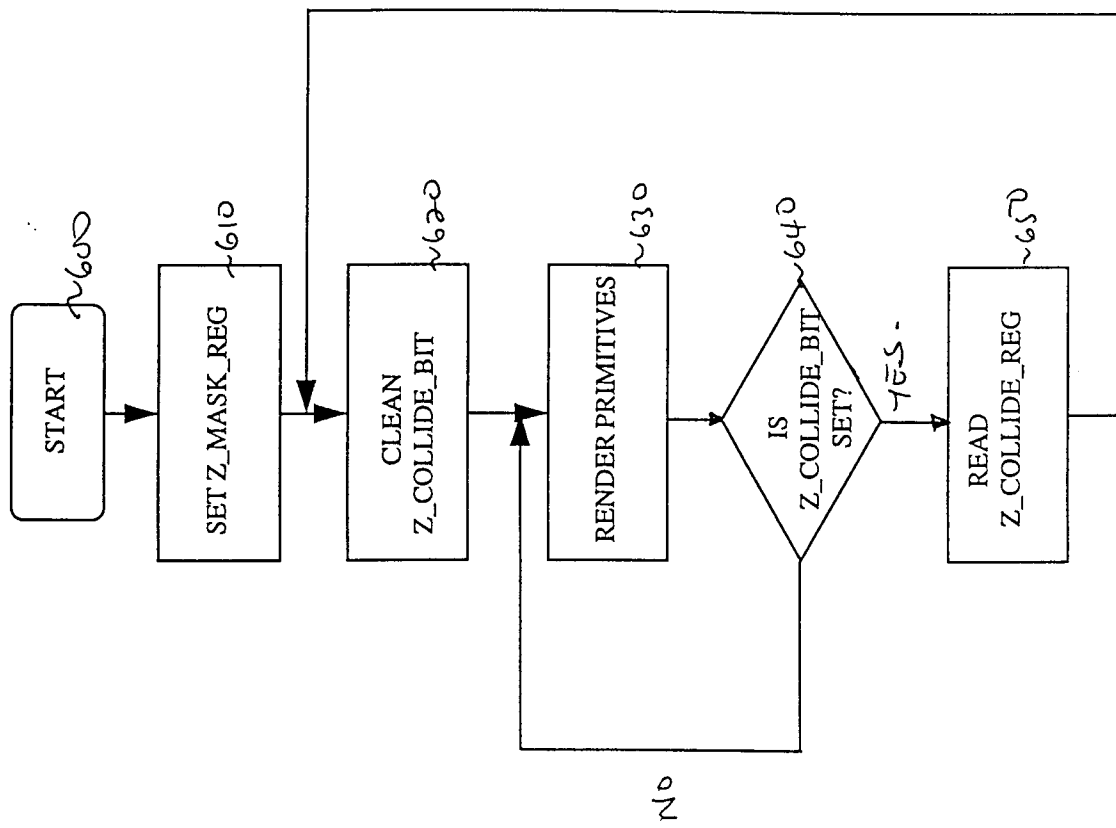 START
600
SET Z_MASK_REG
610
CLEAN
Z_COLLIDE_BIT
620
RENDER PRIMITIVES
630
IS
Z_COLLIDE_BIT
SET?
640
YES.
NO
READ
Z_COLLIDE_REG
650